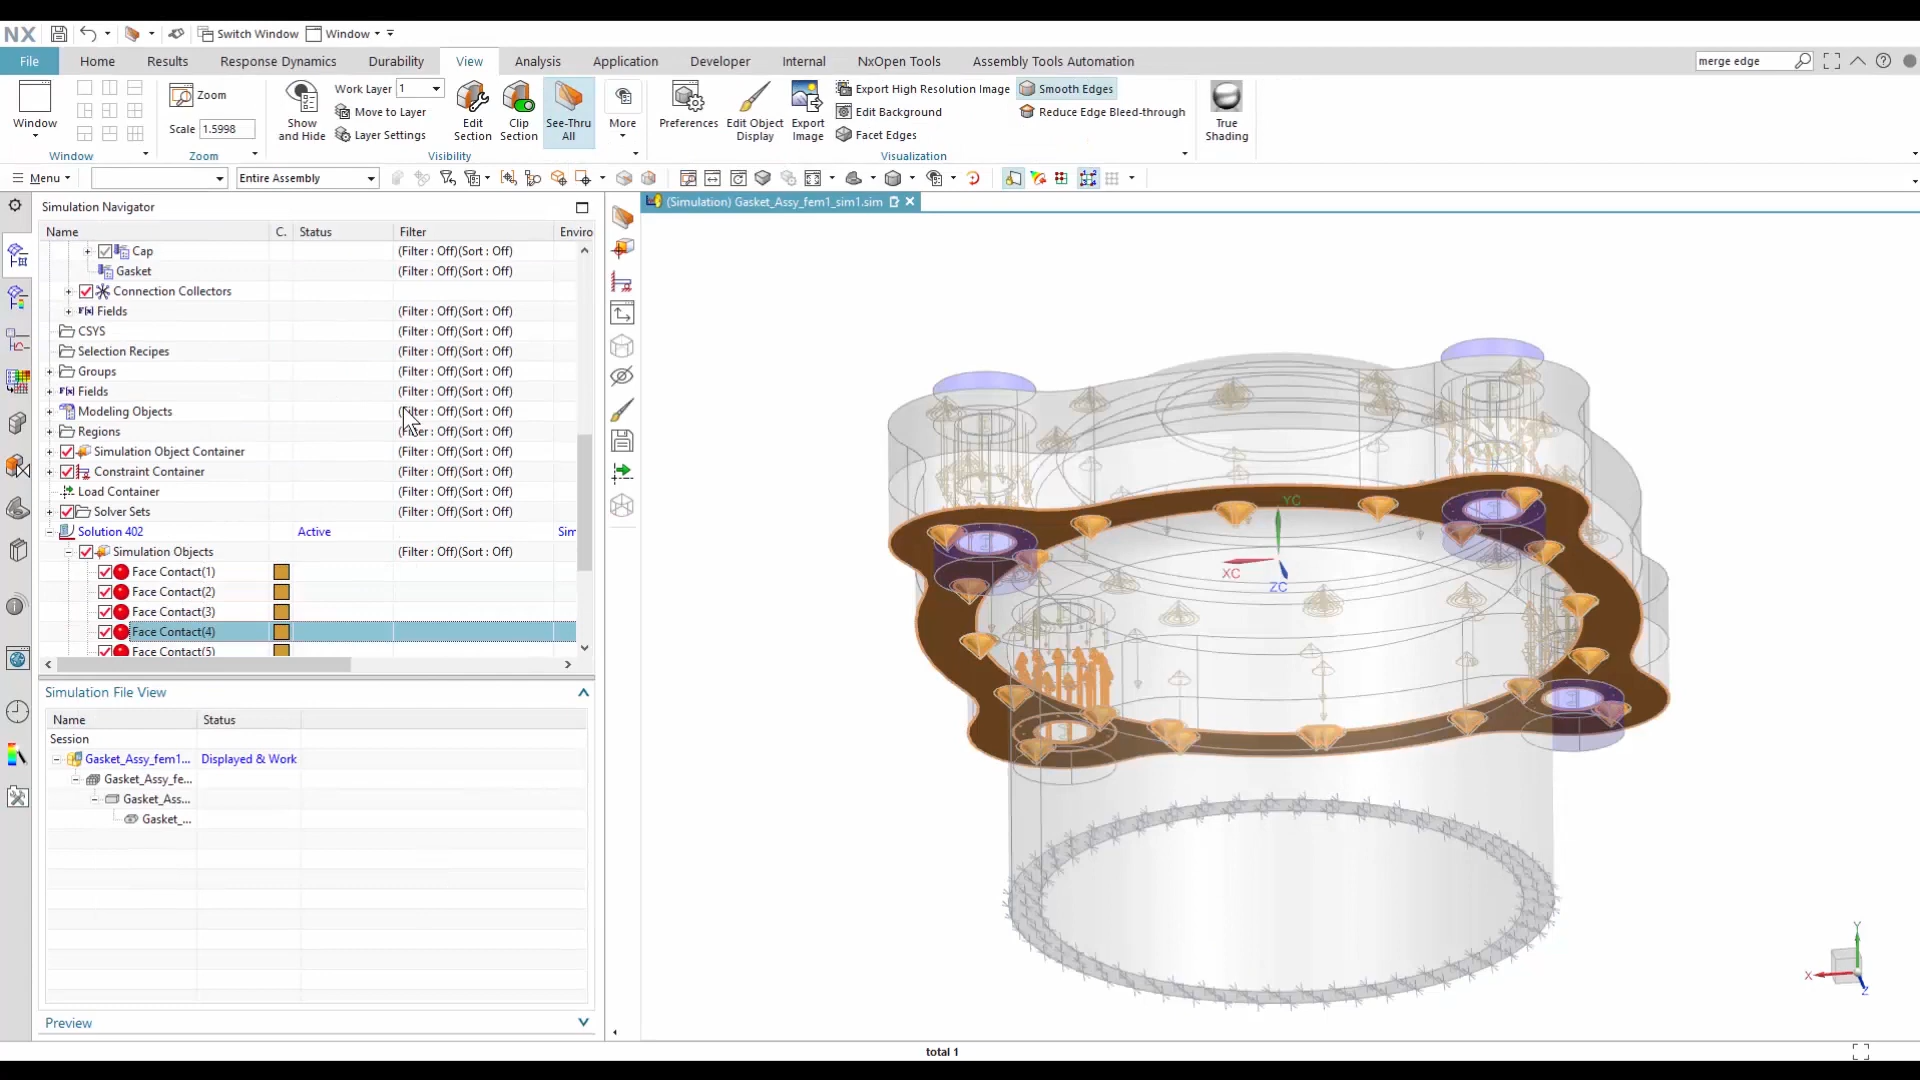 NX Switch Window Window
File Home Results Response Dynamics Durability View Analysis Application Developer Internal NxOpen Tools Assembly Tools Automation merge edge
Window
Window
Zoom
Scale 1.5998
Zoom
Show and Hide
Work Layer 1
Move to Layer
Layer Settings
Edit Section
Clip Section
See-Thru All
More
Visibility
Preferences
Edit Object Display
Export Image
Export High Resolution Image
Edit Background
Facet Edges
Smooth Edges
Reduce Edge Bleed-through
Visualization
True Shading
Menu Entire Assembly
Simulation Navigator
Name C. Status Filter Enviro
Cap (Filter : Off)(Sort : Off)
Gasket (Filter : Off)(Sort : Off)
Connection Collectors
Fields (Filter : Off)(Sort : Off)
CSYS (Filter : Off)(Sort : Off)
Selection Recipes (Filter : Off)(Sort : Off)
Groups (Filter : Off)(Sort : Off)
Fields (Filter : Off)(Sort : Off)
Modeling Objects (Filter : Off)(Sort : Off)
Regions (Filter : Off)(Sort : Off)
Simulation Object Container (Filter : Off)(Sort : Off)
Constraint Container (Filter : Off)(Sort : Off)
Load Container (Filter : Off)(Sort : Off)
Solver Sets (Filter : Off)(Sort : Off)
Solution 402 Active Sim
Simulation Objects (Filter : Off)(Sort : Off)
Face Contact(1)
Face Contact(2)
Face Contact(3)
Face Contact(4)
Face Contact(5)
Simulation File View
Name Status
Session
Gasket_Assy_fem1... Displayed & Work
Gasket_Assy_fe...
Gasket_Ass...
Gasket_...
Preview
(Simulation) Gasket_Assy_fem1_sim1.sim
YC
XC
ZC
Y
X
Z
total 1